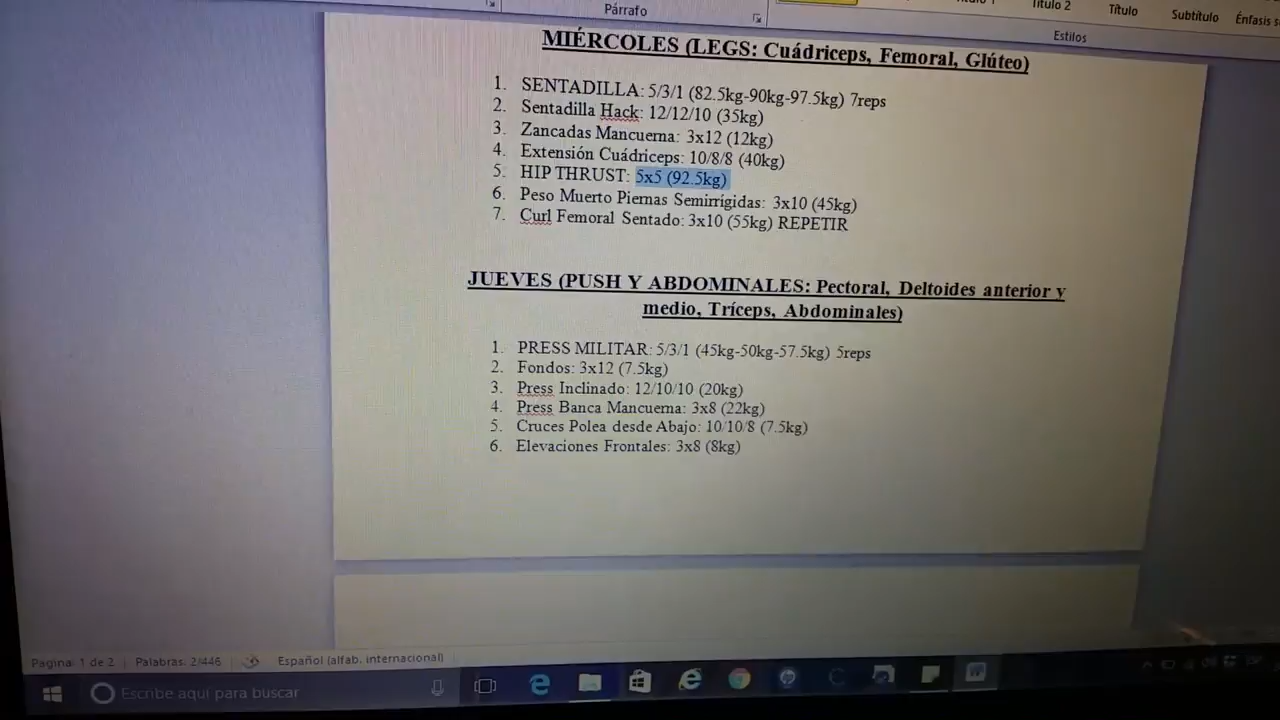 Párrafo
Título 2
Título
Subtítulo
Énfasis
Estilos
MIÉRCOLES (LEGS: Cuádriceps, Femoral, Glúteo)
1. SENTADILLA: 5/3/1 (82.5kg-90kg-97.5kg) 7reps
2. Sentadilla Hack: 12/12/10 (35kg)
3. Zancadas Mancuerna: 3x12 (12kg)
4. Extensión Cuádriceps: 10/8/8 (40kg)
5. HIP THRUST: 5x5 (92.5kg)
6. Peso Muerto Piernas Semirrígidas: 3x10 (45kg)
7. Curl Femoral Sentado: 3x10 (55kg) REPETIR
JUEVES (PUSH Y ABDOMINALES: Pectoral, Deltoides anterior y
medio, Tríceps, Abdominales)
1. PRESS MILITAR: 5/3/1 (45kg-50kg-57.5kg) 5reps
2. Fondos: 3x12 (7.5kg)
3. Press Inclinado: 12/10/10 (20kg)
4. Press Banca Mancuerna: 3x8 (22kg)
5. Cruces Polea desde Abajo: 10/10/8 (7.5kg)
6. Elevaciones Frontales: 3x8 (8kg)
Página: 1 de 2 Palabras: 2/446 Español (alfab. internacional)
Escribe aquí para buscar